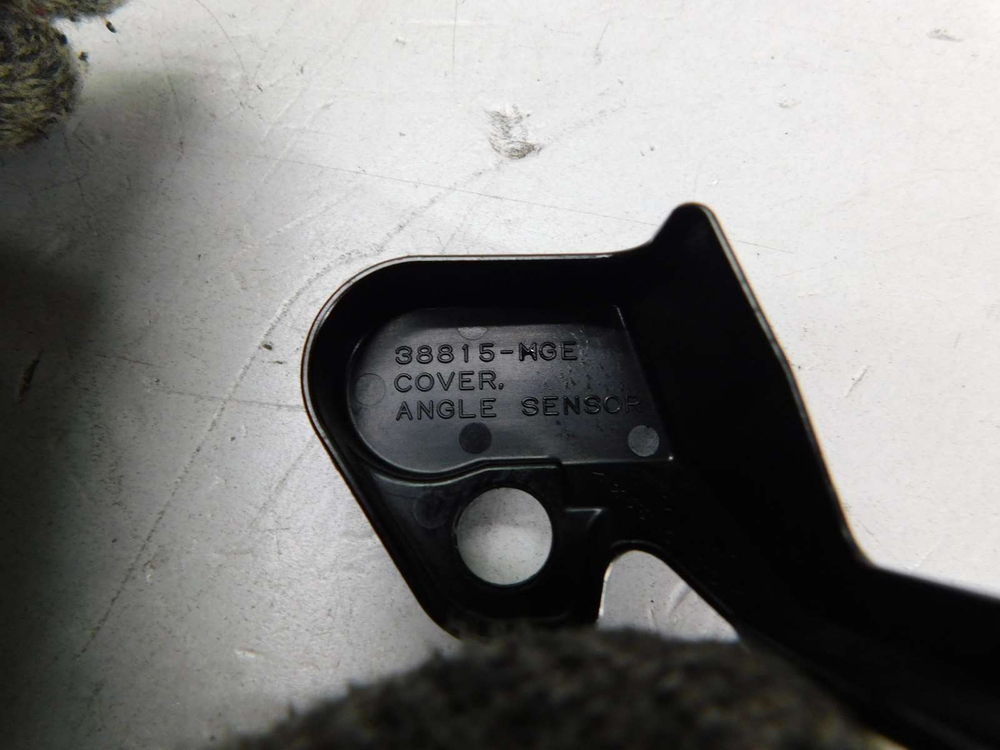 38815-MGE
COVER,
ANGLE SENSOR